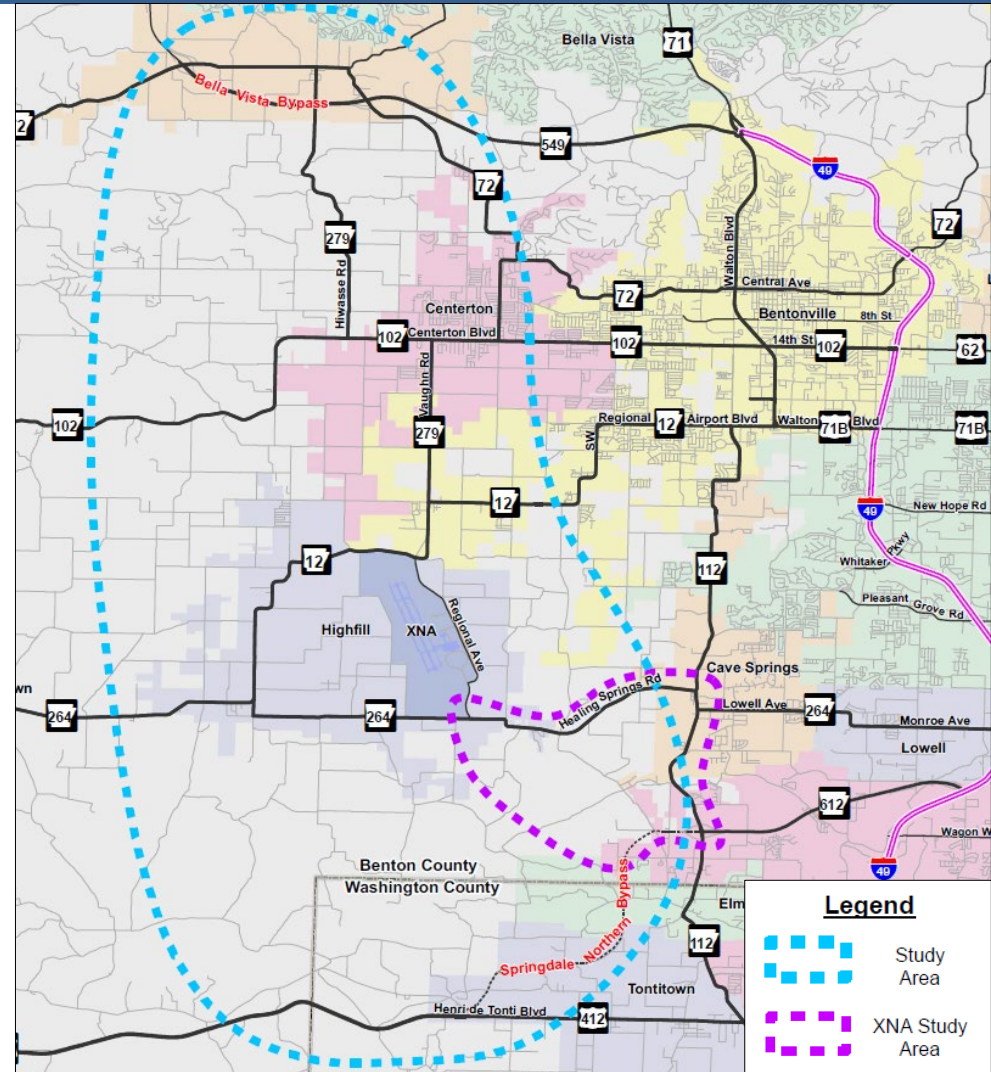 Bella Vista
71
Bella Vista Bypass
2
549
49
72
72
279
Hiwasse Rd
Walton Blvd
Central Ave
72
Centerton
Bentonville
8th St
102
Centerton Blvd
102
14th St
102
62
Vaughn Rd
102
279
Regional
12
Airport Blvd
Walton
71B
Blvd
71B
SW
12
49
New Hope Rd
Whitaker Pkwy
12
112
Pleasant Grove Rd
Highfill
XNA
Regional Ave
Cave Springs
wn
Healing Springs Rd
264
264
Lowell Ave
264
Monroe Ave
Lowell
612
Wagon W
Benton County
Washington County
49
Bypass
Northern
Springdale
Elm
112
Tontitown
Henri de Tonti Blvd
412
Legend
Study
Area
XNA Study
Area